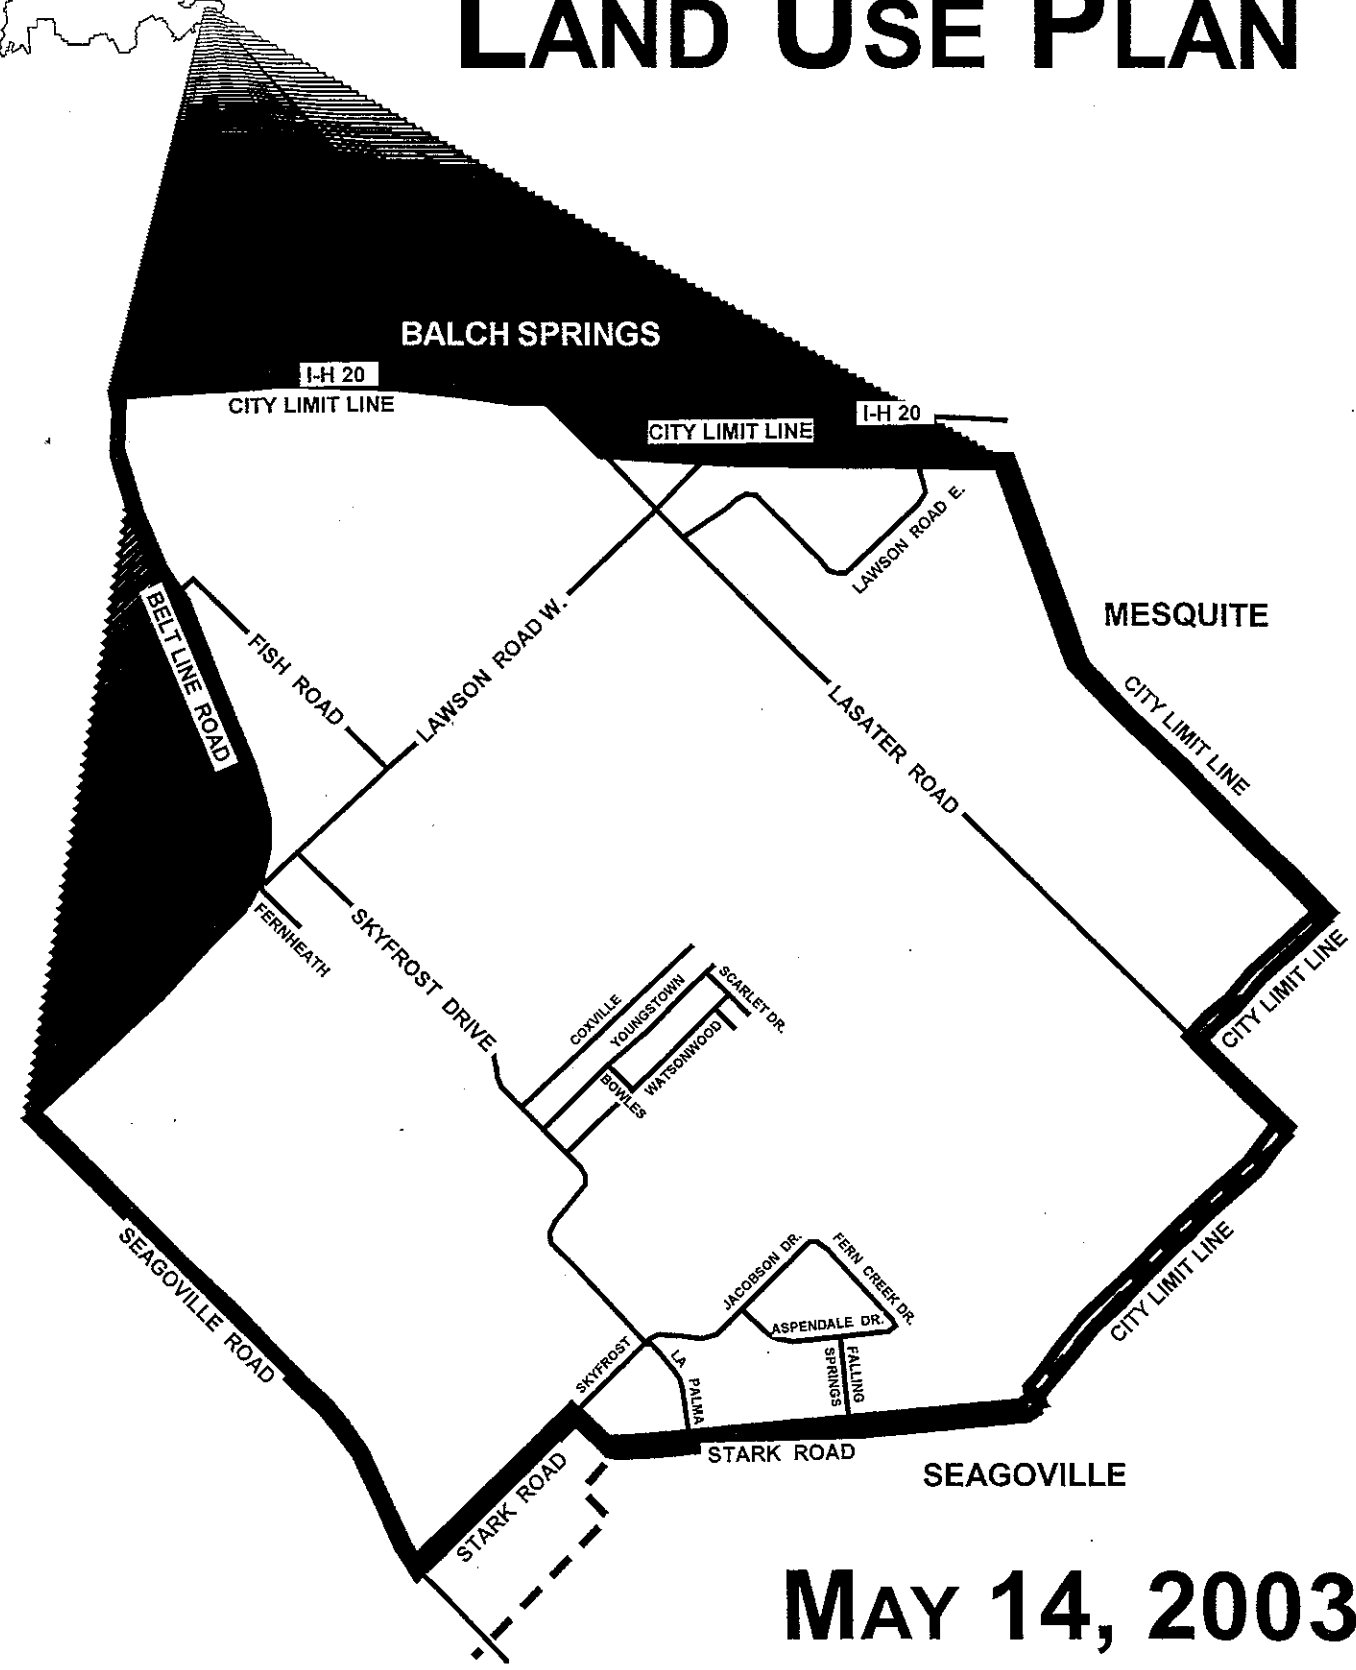 LAND USE PLAN
BALCH SPRINGS
I-H 20
CITY LIMIT LINE
I-H 20
CITY LIMIT LINE
LAWSON ROAD E.
MESQUITE
BELT LINE ROAD
FISH ROAD
LAWSON ROAD W.
LASATER ROAD
CITY LIMIT LINE
FERNHEATH
SKYFROST DRIVE
CITY LIMIT LINE
COXVILLE
YOUNGSTOWN
SCARLET DR.
WATSONWOOD
BOWLES
SEAGOVILLE ROAD
JACOBSON DR.
FERN CREEK DR.
ASPENDALE DR.
CITY LIMIT LINE
SKYFROST
LA PALMA
FALLING
SPRINGS
STARK ROAD
STARK ROAD
SEAGOVILLE
MAY 14, 2003